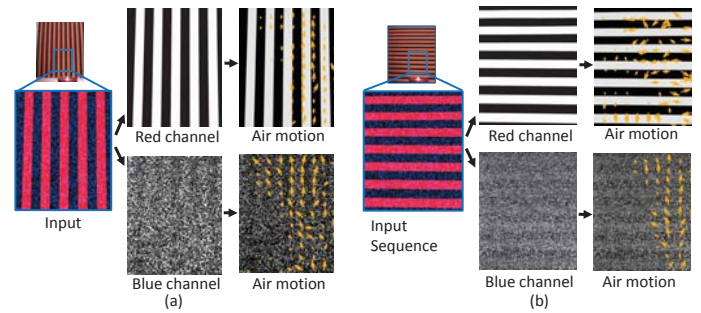 Red channel
Air motion
Input
Blue channel
Air motion
(a)
Red channel
Air motion
Input
Sequence
Blue channel
Air motion
(b)